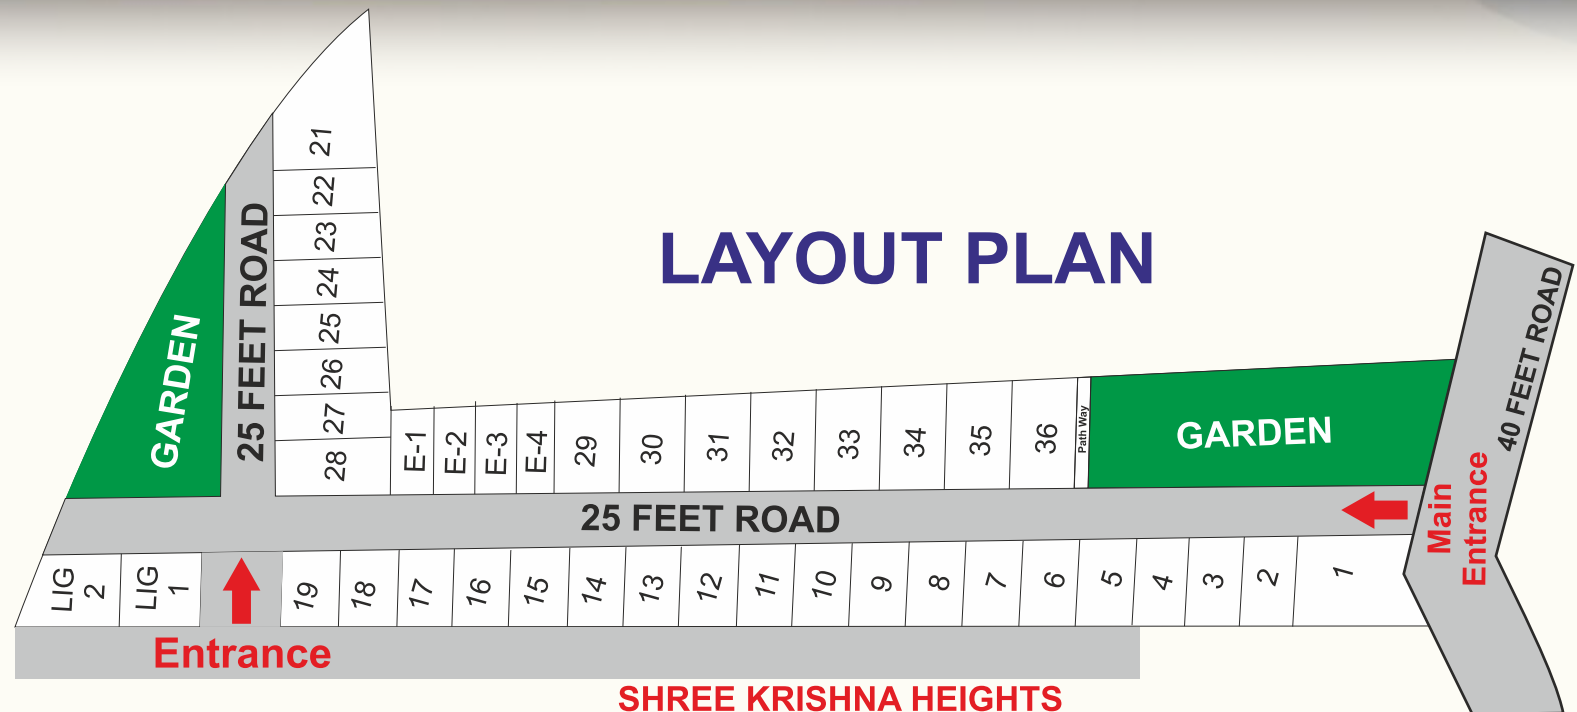 LAYOUT PLAN
21
22
23
24
25
26
27
28
25 FEET ROAD
GARDEN
E-1
E-2
E-3
E-4
29
30
31
32
33
34
35
36
Path Way
GARDEN
40 FEET ROAD
Main
Entrance
25 FEET ROAD
LIG
2
LIG
1
19
18
17
16
15
14
13
12
11
10
9
8
7
6
5
4
3
2
1
Entrance
SHREE KRISHNA HEIGHTS